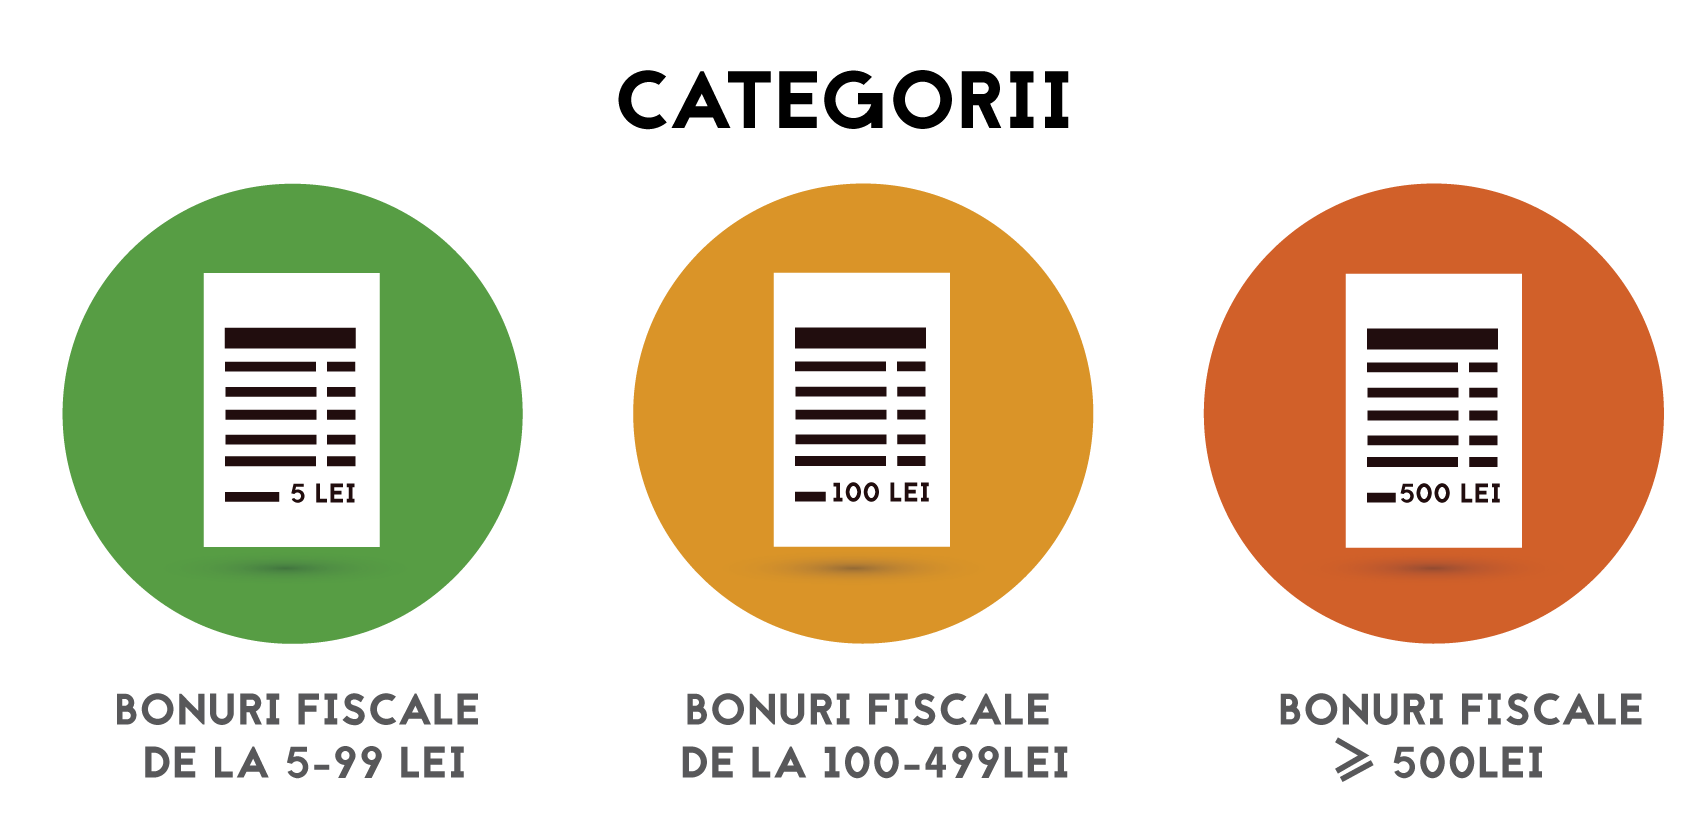 CATEGORII
5 LEI
100 LEI
500 LEI
BONURI FISCALE
DE LA 5-99 LEI
BONURI FISCALE
DE LA 100-499LEI
BONURI FISCALE
⩾ 500LEI